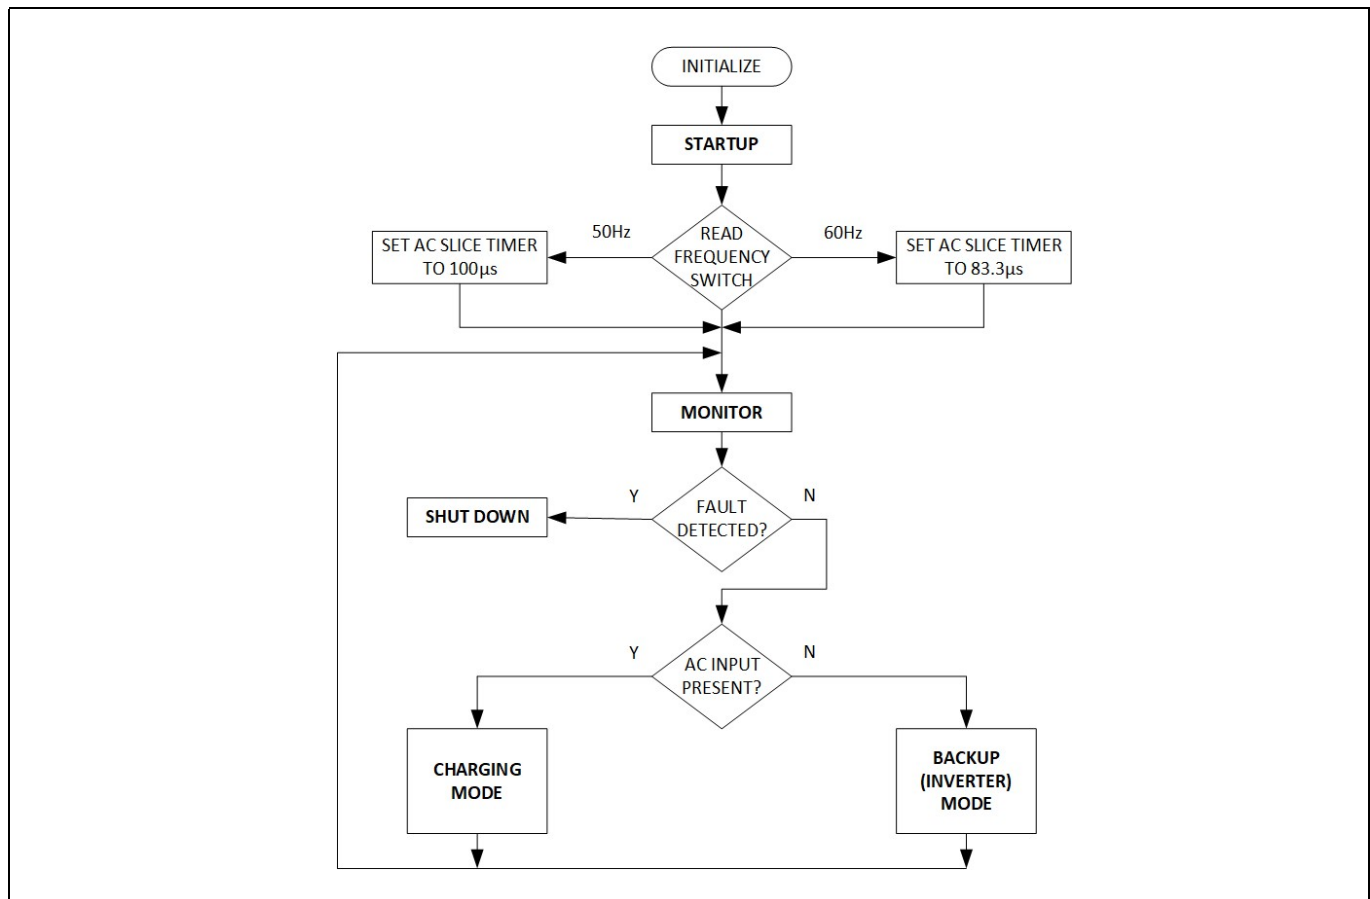 INITIALIZE
STARTUP
50Hz
READ
FREQUENCY
SWITCH
60Hz
SET AC SLICE TIMER
TO 100µs
SET AC SLICE TIMER
TO 83.3µs
MONITOR
Y
FAULT
DETECTED?
N
SHUT DOWN
Y
AC INPUT
PRESENT?
N
CHARGING
MODE
BACKUP
(INVERTER)
MODE